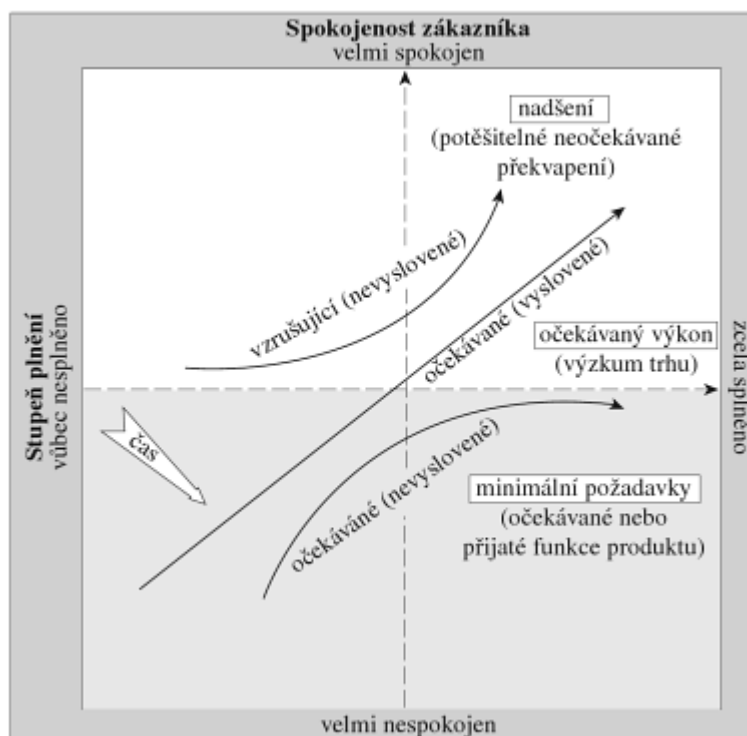 Spokojenost zákazníka
velmi spokojen
nadšení
(potěšitelné neočekávané
překvapení)
vzrušující (nevyslovené)
očekávané (vyslovené)
očekávaný výkon
(výzkum trhu)
Stupeň plnění
vůbec nesplněno
zcela splněno
čas
očekáváné (nevyslovené)
minimální požadavky
(očekávané nebo
přijaté funkce produktu)
velmi nespokojen